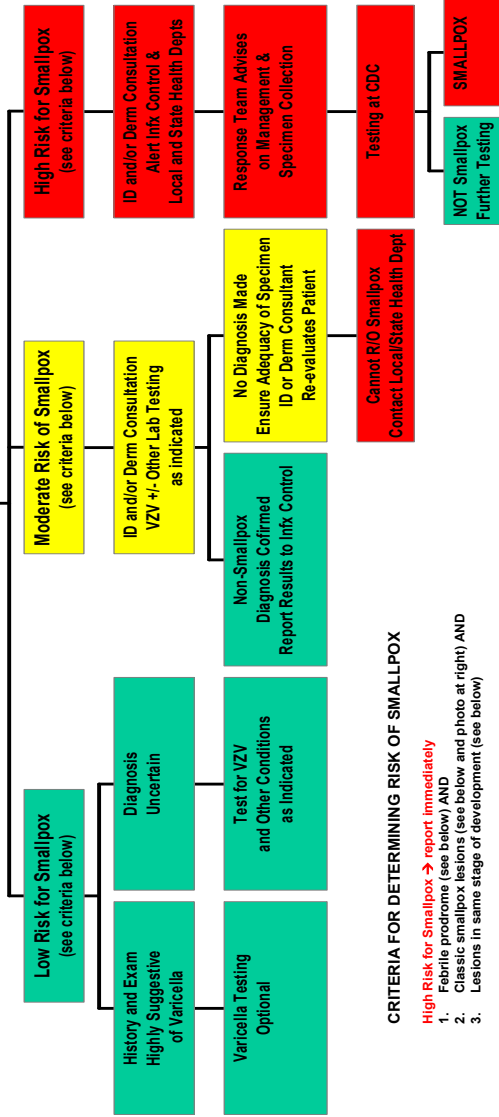 Low Risk for Smallpox
(see criteria below)
Moderate Risk of Smallpox
(see criteria below)
High Risk for Smallpox
(see criteria below)
History and Exam
Highly Suggestive
of Varicella
Diagnosis
Uncertain
ID and/or Derm Consultation
VZV +/- Other Lab Testing
as indicated
ID and/or Derm Consultation
Alert Infx Control &
Local and State Health Depts
Varicella Testing
Optional
Test for VZV
and Other Conditions
as Indicated
Non-Smallpox
Diagnosis Cofirmed
Report Results to Infx Control
No Diagnosis Made
Ensure Adequacy of Specimen
ID or Derm Consultant
Re-evaluates Patient
Response Team Advises
on Management &
Specimen Collection
Cannot R/O Smallpox
Contact Local/State Health Dept
Testing at CDC
NOT Smallpox
Further Testing
SMALLPOX
CRITERIA FOR DETERMINING RISK OF SMALLPOX
High Risk for Smallpox → report immediately
1. Febrile prodrome (see below) AND
2. Classic smallpox lesions (see below and photo at right) AND
3. Lesions in same stage of development (see below)